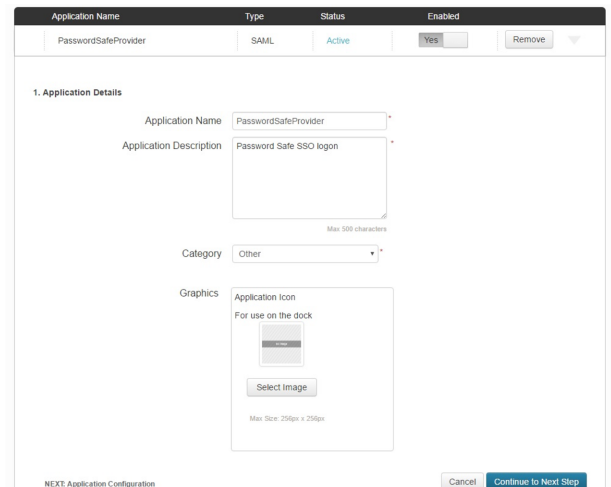 Application Name Type Status Enabled
PasswordSafeProvider SAML Active Yes Remove
1. Application Details
Application Name PasswordSafeProvider *
Application Description Password Safe SSO logon *
Max 500 characters
Category Other *
Graphics Application Icon
For use on the dock
Select Image
Max Size: 256px x 256px
NEXT: Application Configuration Cancel Continue to Next Step